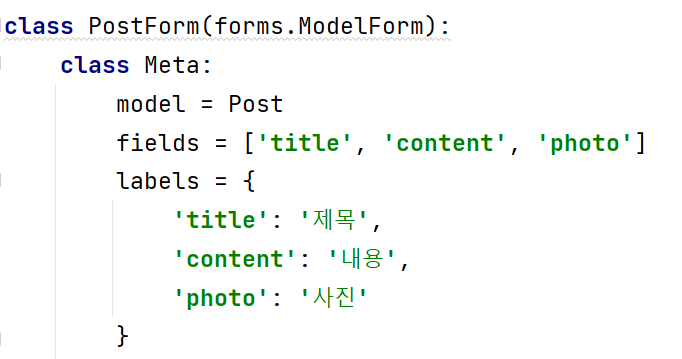 class PostForm(forms.ModelForm):
    class Meta:
        model = Post
        fields = ['title', 'content', 'photo']
        labels = {
            'title': '제목',
            'content': '내용',
            'photo': '사진'
        }